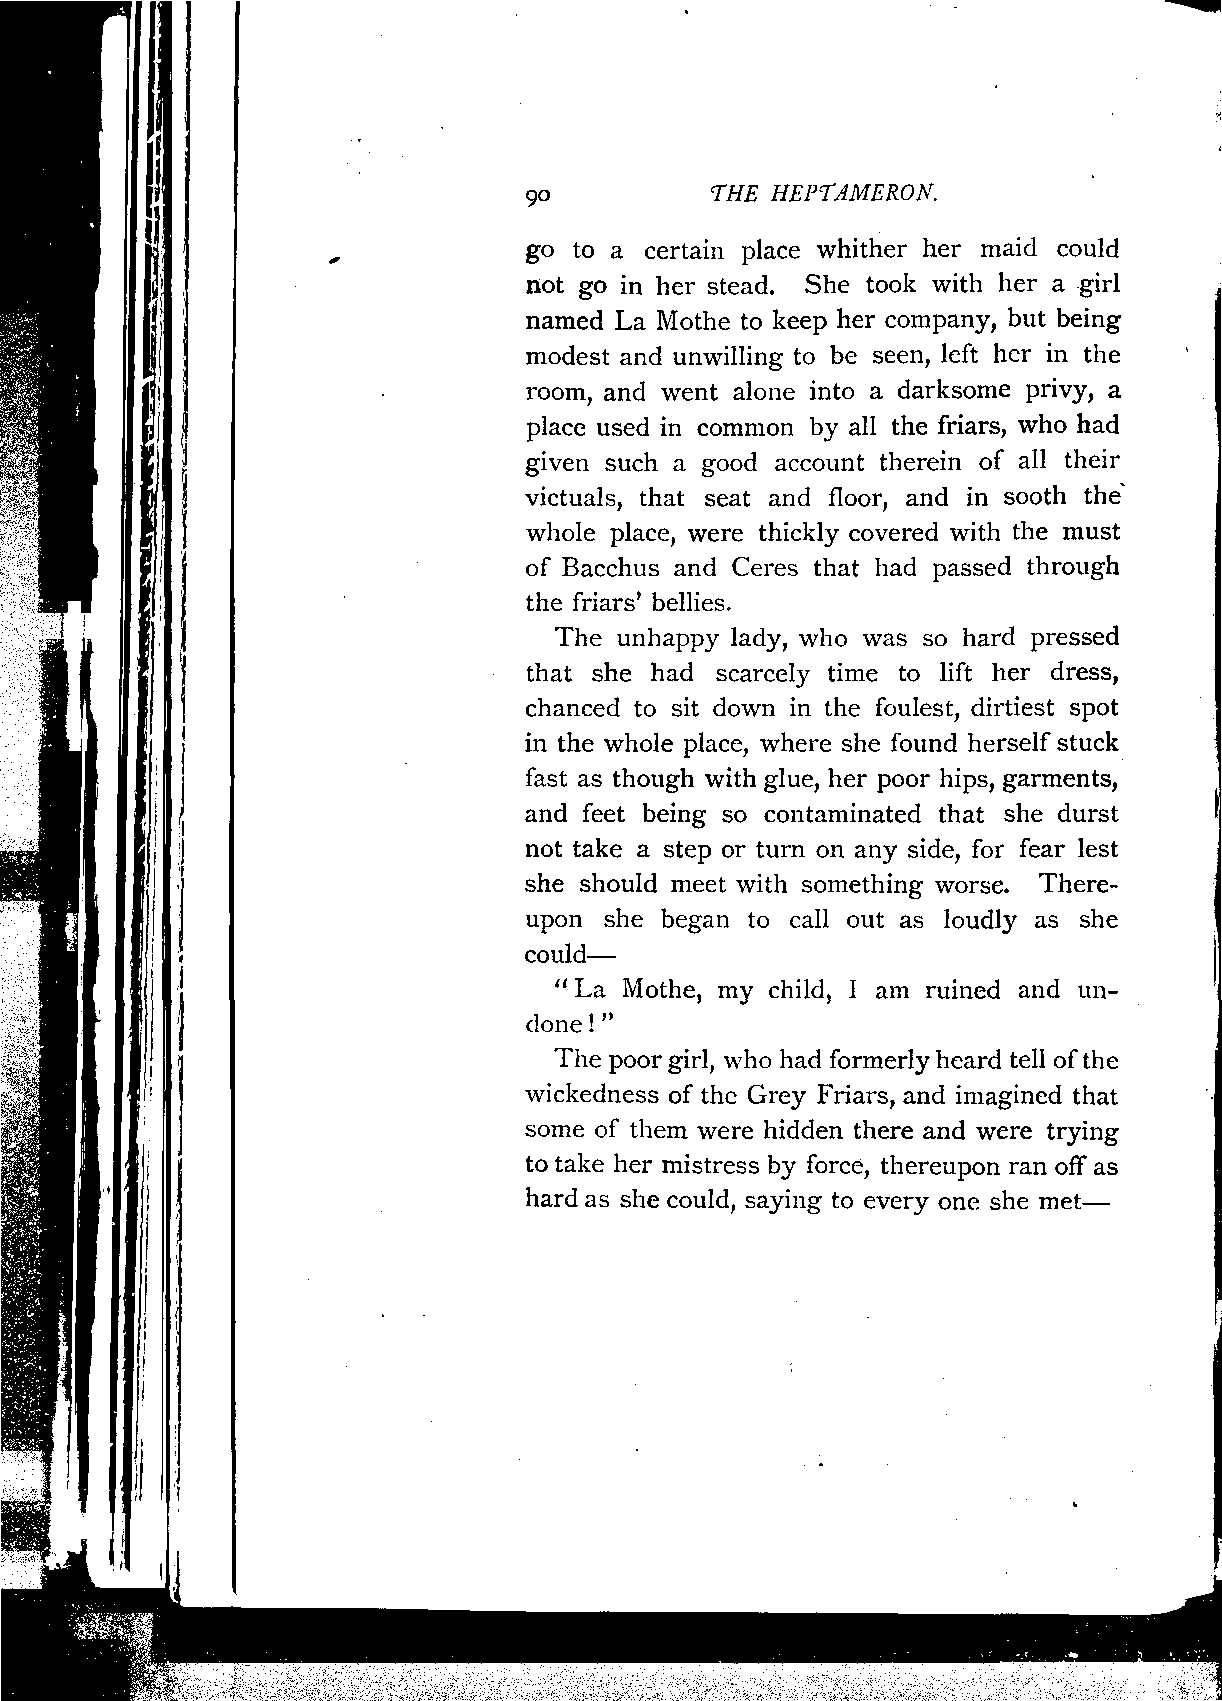 90 THE HEPTAMERON.
go to a certain place whither her maid could
not go in her stead. She took with her a girl
named La Mothe to keep her company, but being
modest and unwilling to be seen, left her in the
room, and went alone into a darksome privy, a
place used in common by all the friars, who had
given such a good account therein of all their
victuals, that seat and floor, and in sooth the
whole place, were thickly covered with the must
of Bacchus and Ceres that had passed through
the friars' bellies.
The unhappy lady, who was so hard pressed
that she had scarcely time to lift her dress,
chanced to sit down in the foulest, dirtiest spot
in the whole place, where she found herself stuck
fast as though with glue, her poor hips, garments,
and feet being so contaminated that she durst
not take a step or turn on any side, for fear lest
she should meet with something worse. There-
upon she began to call out as loudly as she
could—
"La Mothe, my child, I am ruined and un-
done!"
The poor girl, who had formerly heard tell of the
wickedness of the Grey Friars, and imagined that
some of them were hidden there and were trying
to take her mistress by force, thereupon ran off as
hard as she could, saying to every one she met—